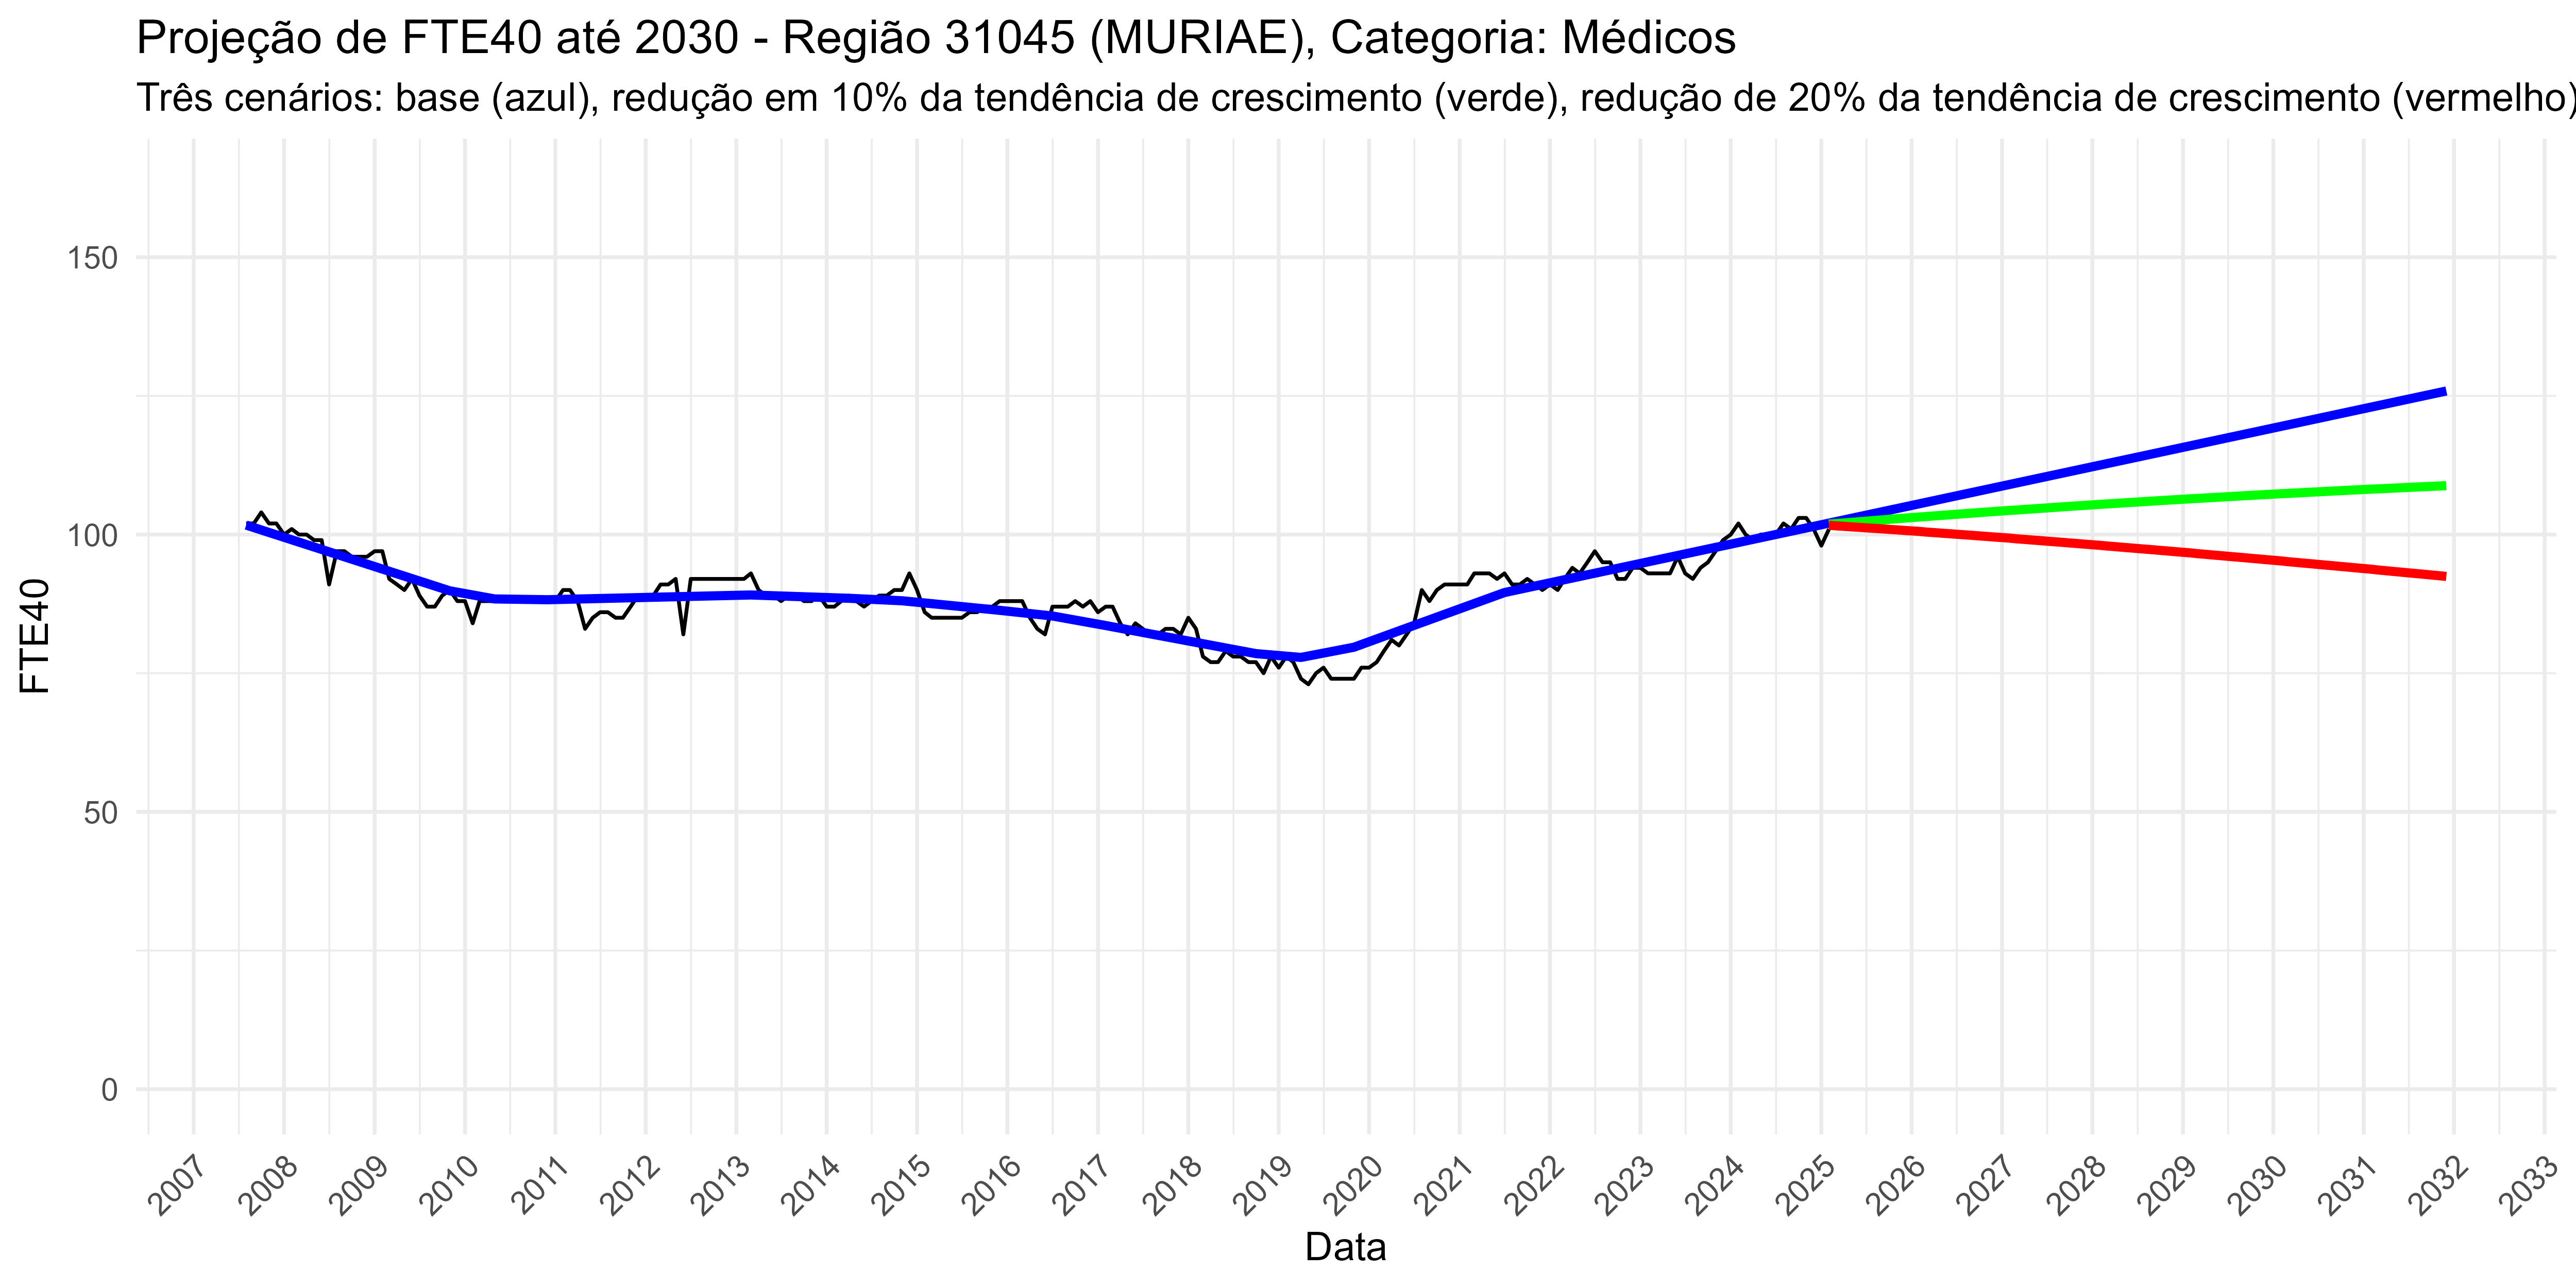 Projeção de FTE40 até 2030 - Região 31045 (MURIAE), Categoria: Médicos
Três cenários: base (azul), redução em 10% da tendência de crescimento (verde), redução de 20% da tendência de crescimento (vermelho)
150
100
50
0
FTE40
2007 2008 2009 2010 2011 2012 2013 2014 2015 2016 2017 2018 2019 2020 2021 2022 2023 2024 2025 2026 2027 2028 2029 2030 2031 2032 2033
Data